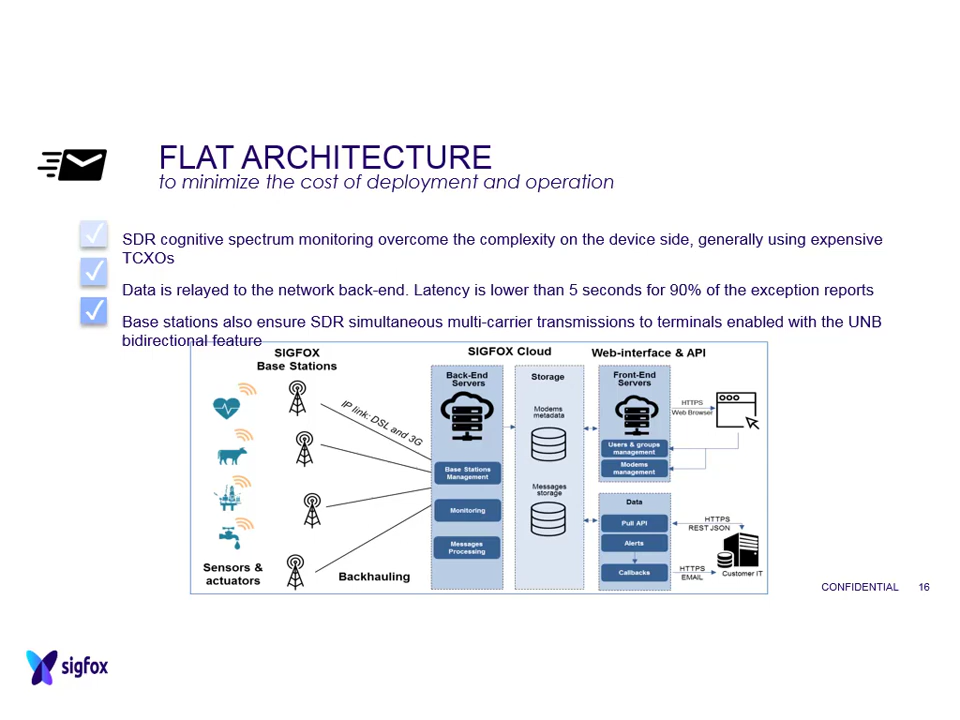 FLAT ARCHITECTURE
to minimize the cost of deployment and operation
SDR cognitive spectrum monitoring overcome the complexity on the device side, generally using expensive
TCXOs
Data is relayed to the network back-end. Latency is lower than 5 seconds for 90% of the exception reports
Base stations also ensure SDR simultaneous multi-carrier transmissions to terminals enabled with the UNB
bidirectional feature
SIGFOX
Base Stations
SIGFOX Cloud
Web-interface & API
IP link: DSL and 3G
Back-End
Servers
Base Stations
Management
Monitoring
Messages
Processing
Storage
Modems
metadata
Messages
storage
Front-End
Servers
Users & groups
management
Modems
management
HTTPS
Web Browser
Data
Pull API
Alerts
Callbacks
HTTPS
REST JSON
HTTPS
EMAIL
Customer IT
Sensors &
actuators
Backhauling
CONFIDENTIAL 16
sigfox